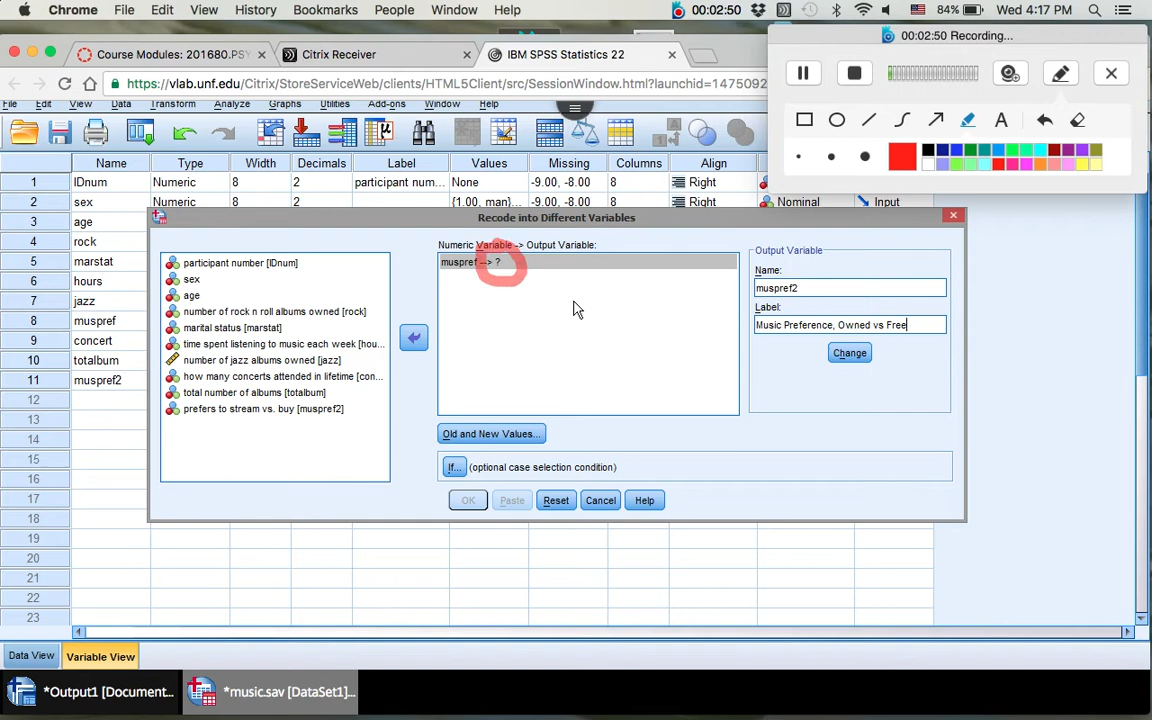 Chrome File Edit View History Bookmarks People Window Help 00:02:50 84% Wed 4:17 PM
00:02:50 Recording...
Course Modules: 201680.PSY Citrix Receiver IBM SPSS Statistics 22
https://vlab.unf.edu/Citrix/StoreServiceWeb/clients/HTML5Client/src/SessionWindow.html?launchid=1475092
File Edit View Data Transform Analyze Graphs Utilities Add-ons Window Help
A
Name Type Width Decimals Label Values Missing Columns Align
1 IDnum Numeric 8 2 participant num... None -9.00, -8.00 8 Right
2 sex Numeric 8 2 {1.00, man}... -9.00, -8.00 8 Right Nominal Input
3 age
4 rock
5 marstat
6 hours
7 jazz
8 muspref
9 concert
10 totalbum
11 muspref2
12
13
14
15
16
17
18
19
20
21
22
23
Recode into Different Variables
participant number [IDnum]
sex
age
number of rock n roll albums owned [rock]
marital status [marstat]
time spent listening to music each week [hou...
number of jazz albums owned [jazz]
how many concerts attended in lifetime [con...
total number of albums [totalbum]
prefers to stream vs. buy [muspref2]
Numeric Variable -> Output Variable:
muspref --> ?
Output Variable
Name:
muspref2
Label:
Music Preference, Owned vs Free
Change
Old and New Values...
If... (optional case selection condition)
OK Paste Reset Cancel Help
Data View Variable View
*Output1 [Document... *music.sav [DataSet1]...